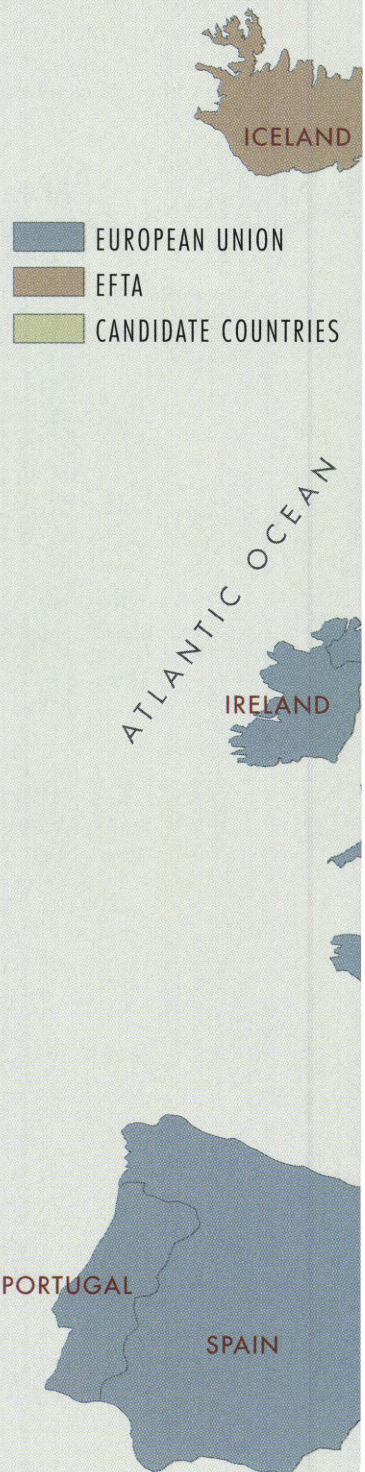 ICELAND
EUROPEAN UNION
EFTA
CANDIDATE COUNTRIES
ATLANTIC OCEAN
IRELAND
PORTUGAL
SPAIN